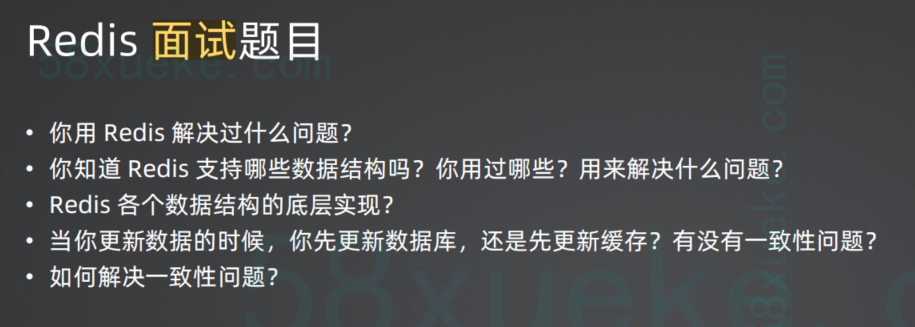 Redis 面试题目
58xueke.com
• 你用 Redis 解决过什么问题？
• 你知道 Redis 支持哪些数据结构吗？你用过哪些？用来解决什么问题？
• Redis 各个数据结构的底层实现？
• 当你更新数据的时候，你先更新数据库，还是先更新缓存？有没有一致性问题？
• 如何解决一致性问题？